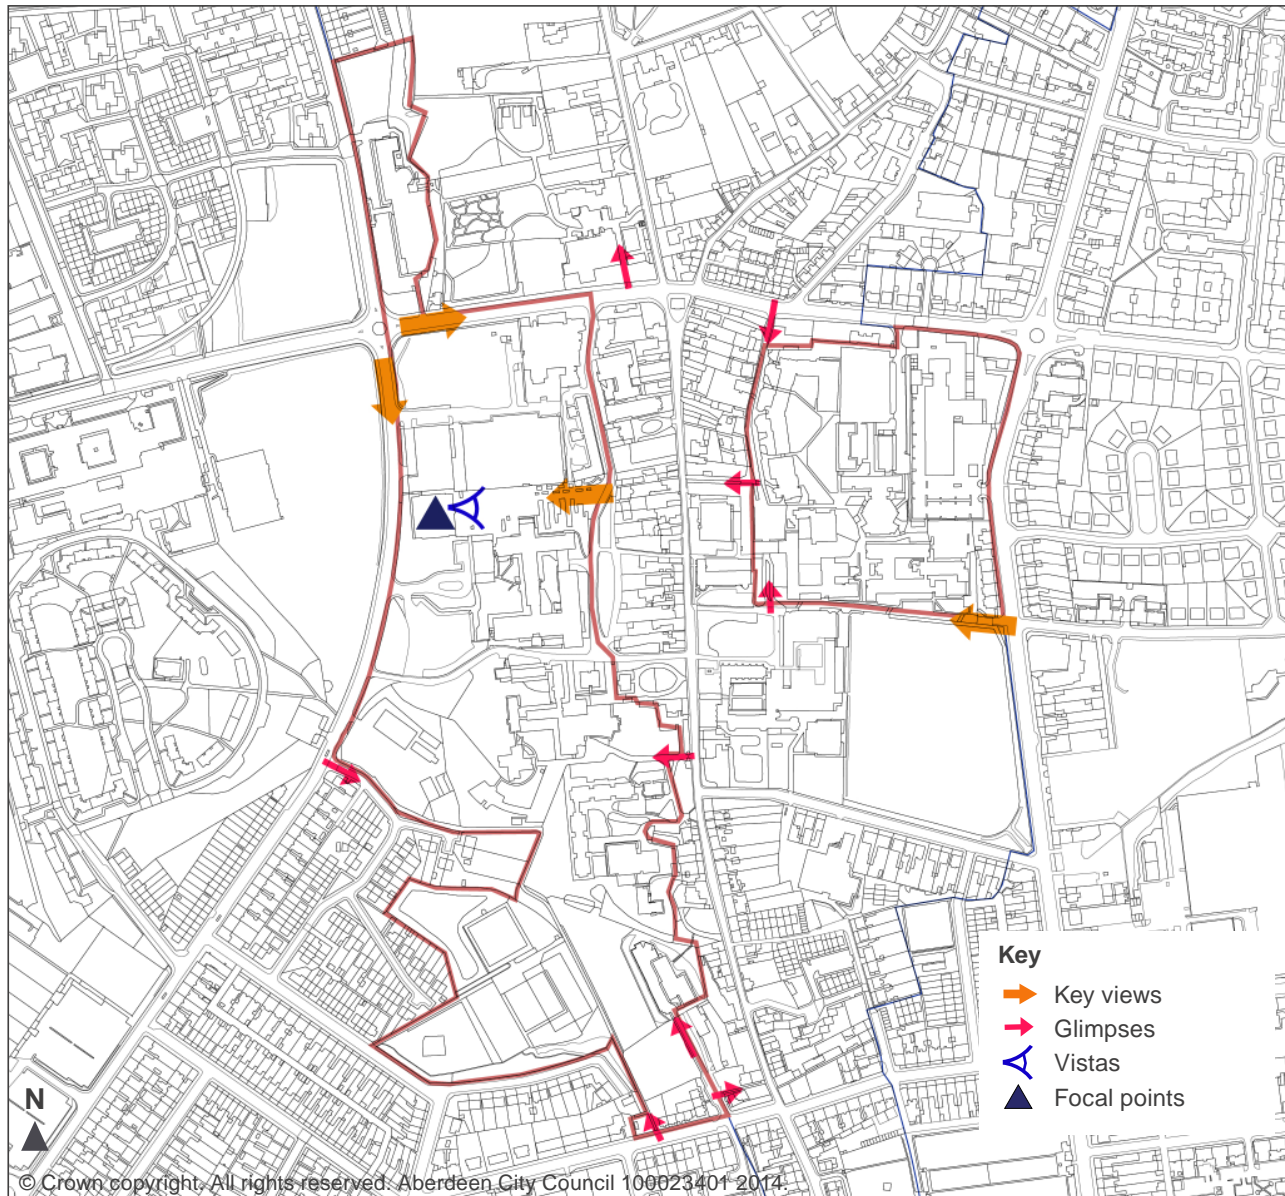 Key
Key views
Glimpses
Vistas
Focal points
N
© Crown copyright. All rights reserved. Aberdeen City Council 100023401 2014.